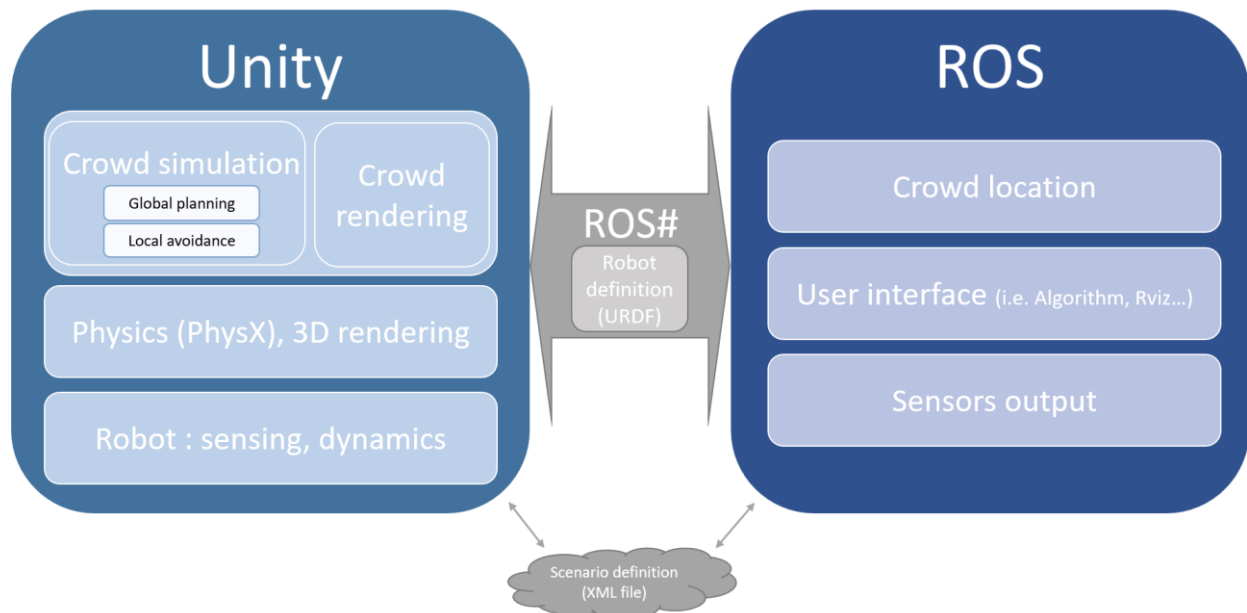 Unity
Crowd simulation
Global planning
Local avoidance
Crowd
rendering
Physics (PhysX), 3D rendering
Robot : sensing, dynamics
ROS#
Robot
definition
(URDF)
ROS
Crowd location
User interface (i.e. Algorithm, Rviz...)
Sensors output
Scenario definition
(XML file)